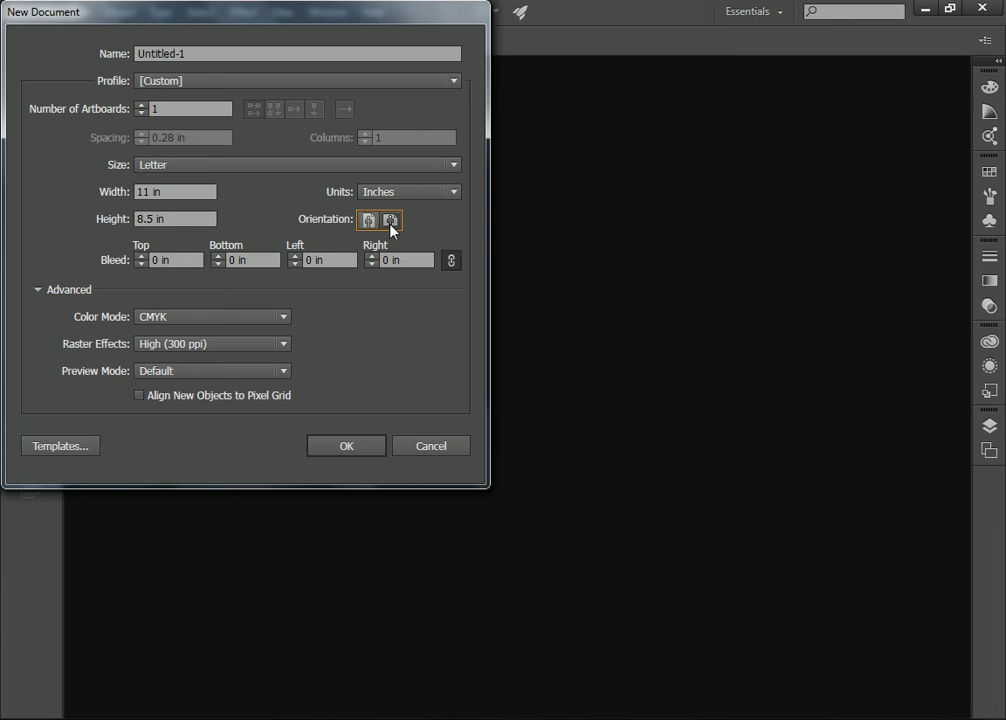 New Document
Essentials
Name: Untitled-1
Profile: [Custom]
Number of Artboards: 1
Spacing: 0.28 in Columns: 1
Size: Letter
Width: 11 in Units: Inches
Height: 8.5 in Orientation:
Top Bottom Left Right
Bleed: 0 in 0 in 0 in 0 in
Advanced
Color Mode: CMYK
Raster Effects: High (300 ppi)
Preview Mode: Default
Align New Objects to Pixel Grid
Templates... OK Cancel